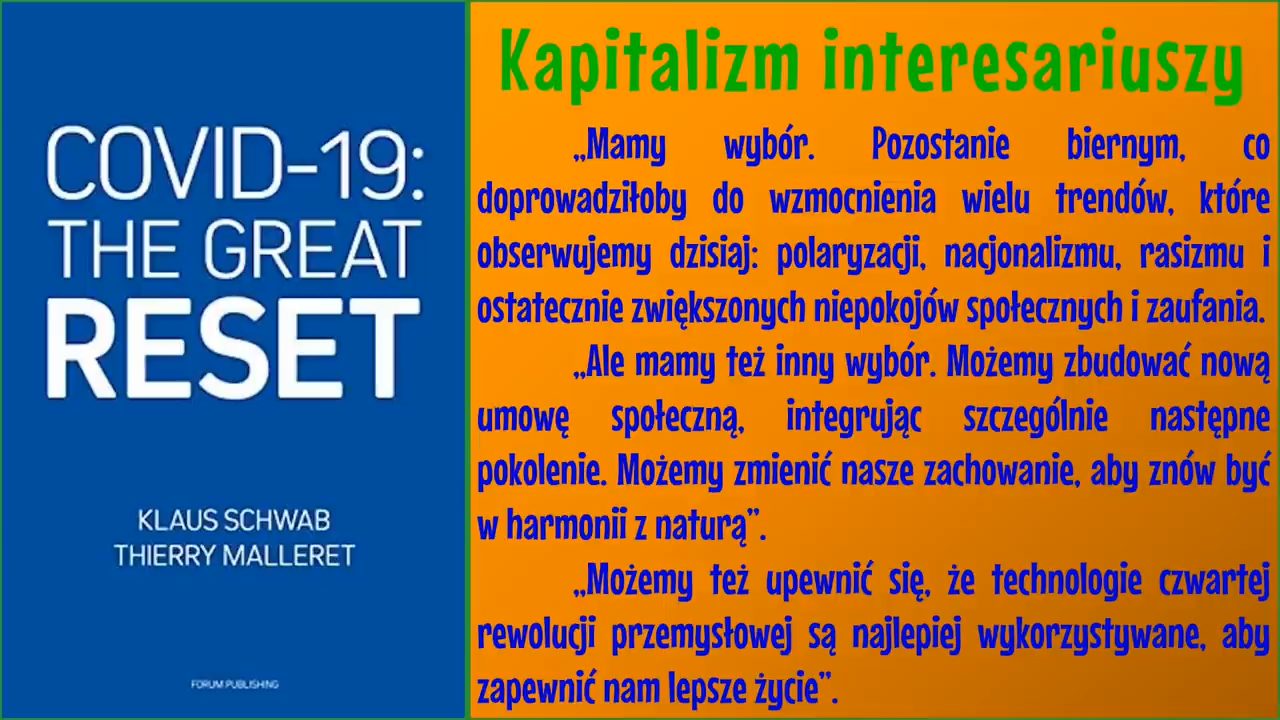 COVID-19:
THE GREAT
RESET
KLAUS SCHWAB
THIERRY MALLERET
FORUM PUBLISHING
Kapitalizm interesariuszy
„Mamy wybór. Pozostanie biernym, co
doprowadziłoby do wzmocnienia wielu trendów, które
obserwujemy dzisiaj: polaryzacji, nacjonalizmu, rasizmu i
ostatecznie zwiększonych niepokojów społecznych i zaufania.
„Ale mamy też inny wybór. Możemy zbudować nową
umowę społeczną, integrując szczególnie następne
pokolenie. Możemy zmienić nasze zachowanie, aby znów być
w harmonii z naturą”.
„Możemy też upewnić się, że technologie czwartej
rewolucji przemysłowej są najlepiej wykorzystywane, aby
zapewnić nam lepsze życie”.